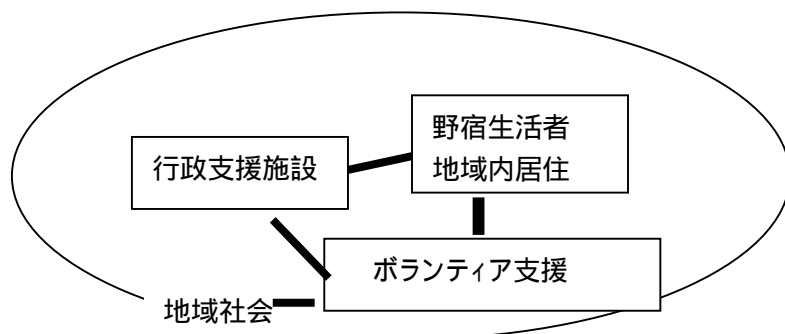 野宿生活者
地域内居住
行政支援施設
ボランティア支援
地域社会